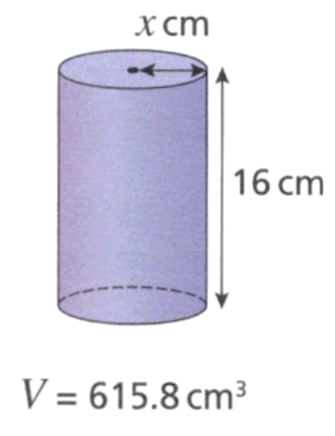 x cm
16 cm
V = 615.8 cm³